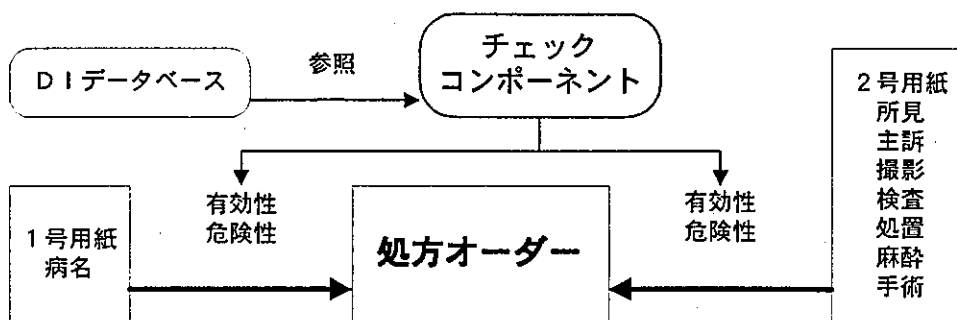 チェック
コンポーネント
DIデータベース
参照
有効性
危険性
有効性
危険性
1号用紙
病名
処方オーダー
2号用紙
所見
主訴
撮影
検査
処置
麻酔
手術